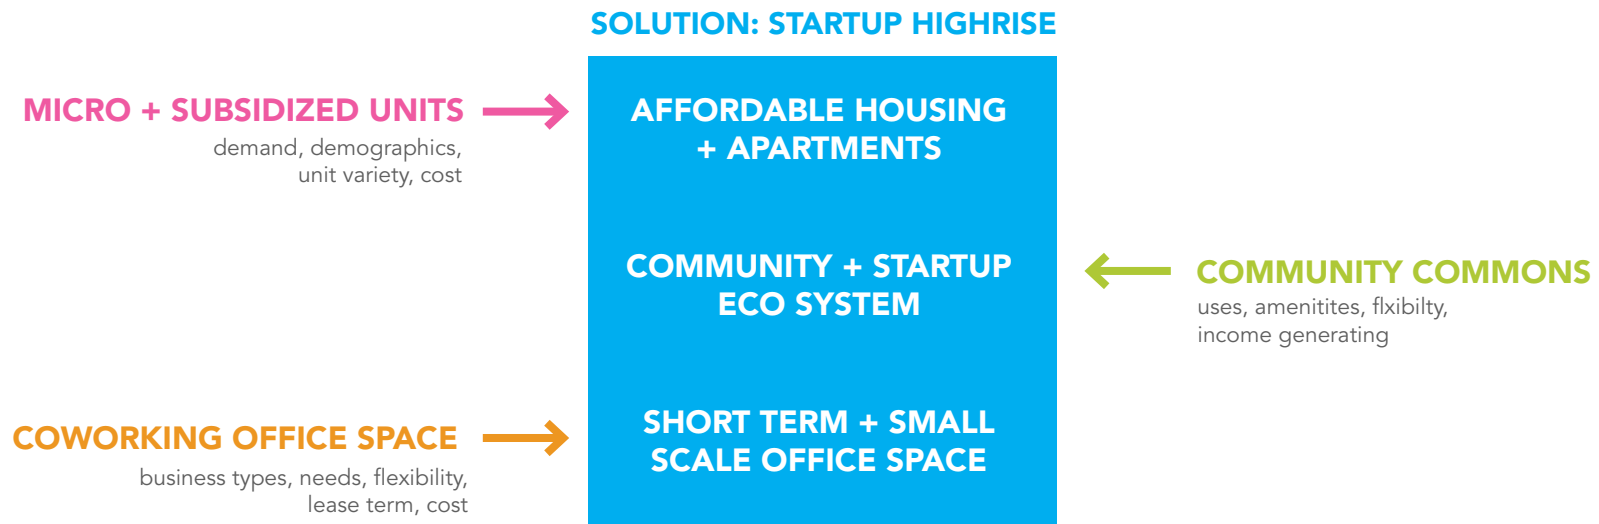 SOLUTION: STARTUP HIGHRISE
MICRO + SUBSIDIZED UNITS
demand, demographics,
unit variety, cost
AFFORDABLE HOUSING
+ APARTMENTS
COMMUNITY + STARTUP
ECO SYSTEM
COMMUNITY COMMONS
uses, amenitites, flxibilty,
income generating
COWORKING OFFICE SPACE
business types, needs, flexibility,
lease term, cost
SHORT TERM + SMALL
SCALE OFFICE SPACE